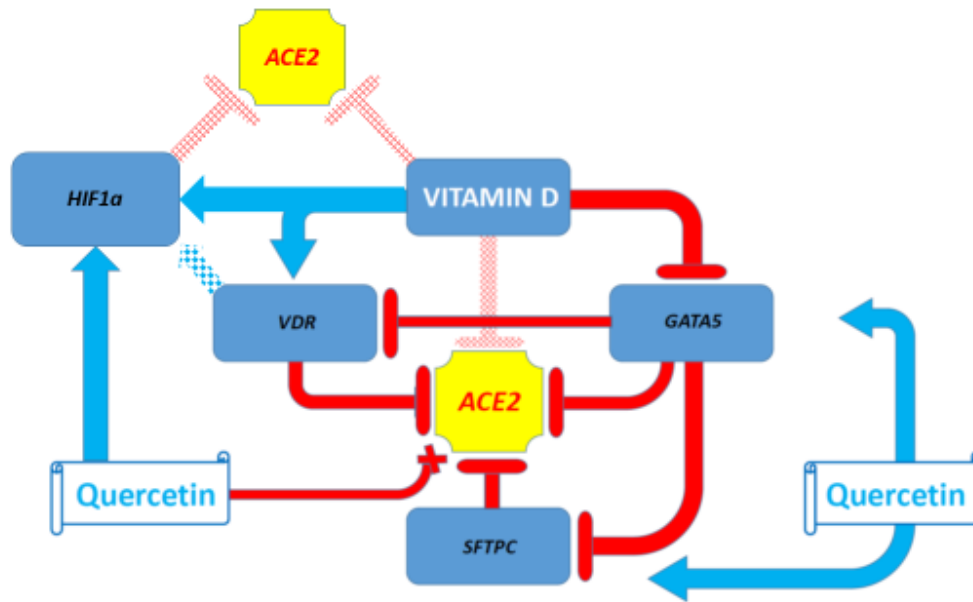 ACE2
HIF1a
VITAMIN D
VDR
GATA5
ACE2
Quercetin
Quercetin
SFTPC